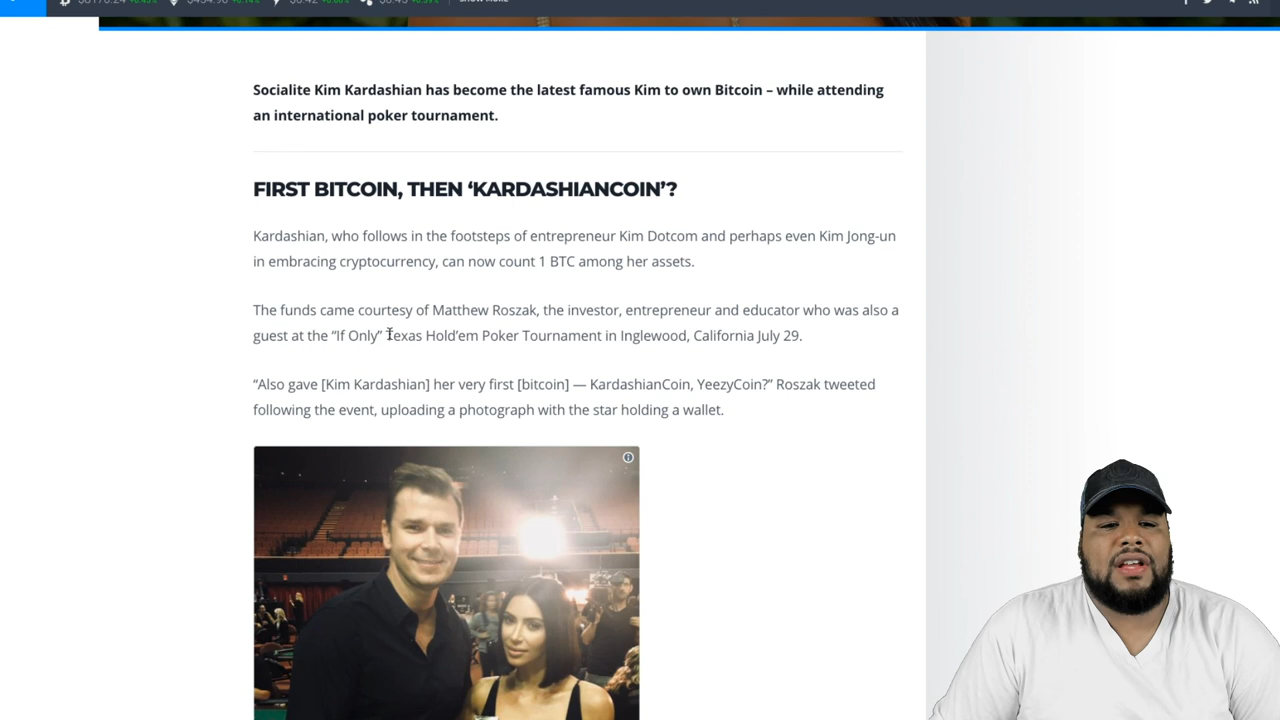 SHOW MORE
Socialite Kim Kardashian has become the latest famous Kim to own Bitcoin – while attending
an international poker tournament.
FIRST BITCOIN, THEN ‘KARDASHIANCOIN’?
Kardashian, who follows in the footsteps of entrepreneur Kim Dotcom and perhaps even Kim Jong-un
in embracing cryptocurrency, can now count 1 BTC among her assets.
The funds came courtesy of Matthew Roszak, the investor, entrepreneur and educator who was also a
guest at the “If Only” Texas Hold’em Poker Tournament in Inglewood, California July 29.
“Also gave [Kim Kardashian] her very first [bitcoin] — KardashianCoin, YeezyCoin?” Roszak tweeted
following the event, uploading a photograph with the star holding a wallet.